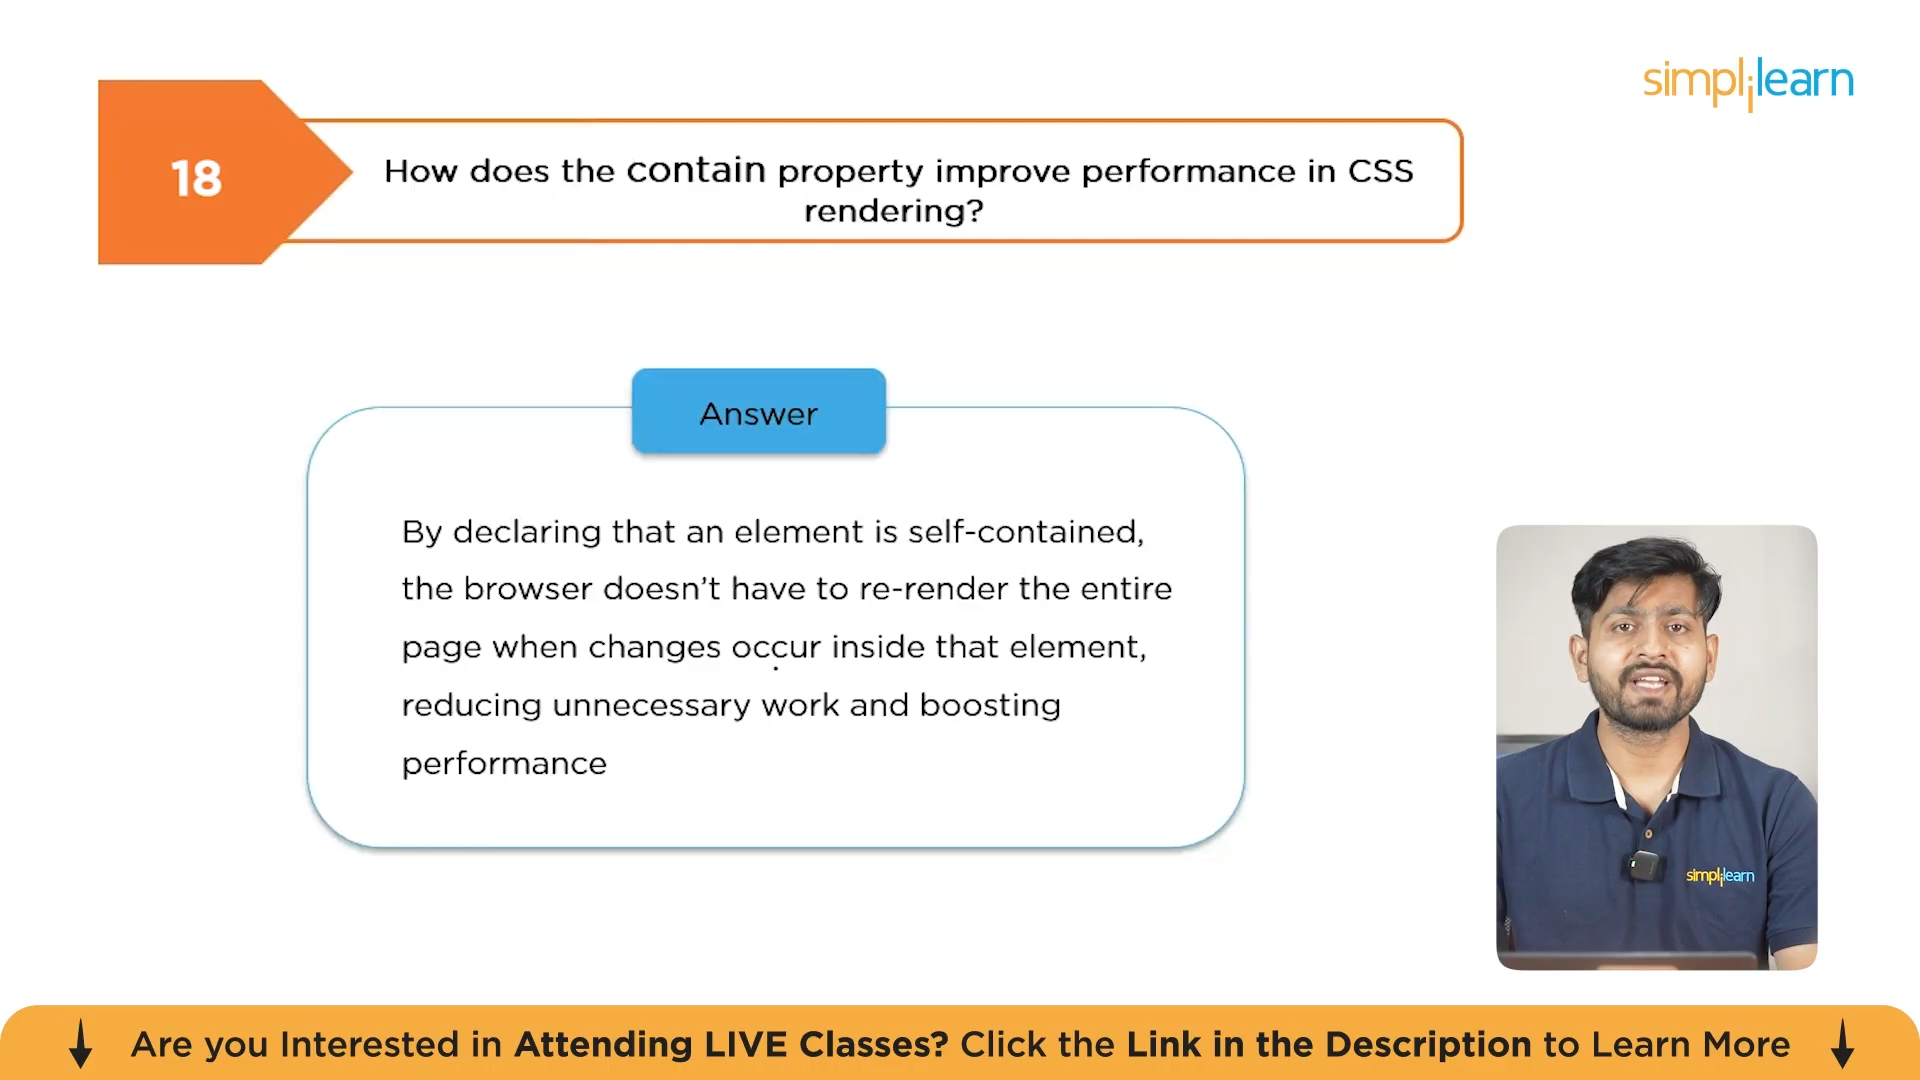 simplilearn
18
How does the contain property improve performance in CSS
rendering?
Answer
By declaring that an element is self-contained,
the browser doesn't have to re-render the entire
page when changes occur inside that element,
reducing unnecessary work and boosting
performance
simplilearn
Are you Interested in Attending LIVE Classes? Click the Link in the Description to Learn More